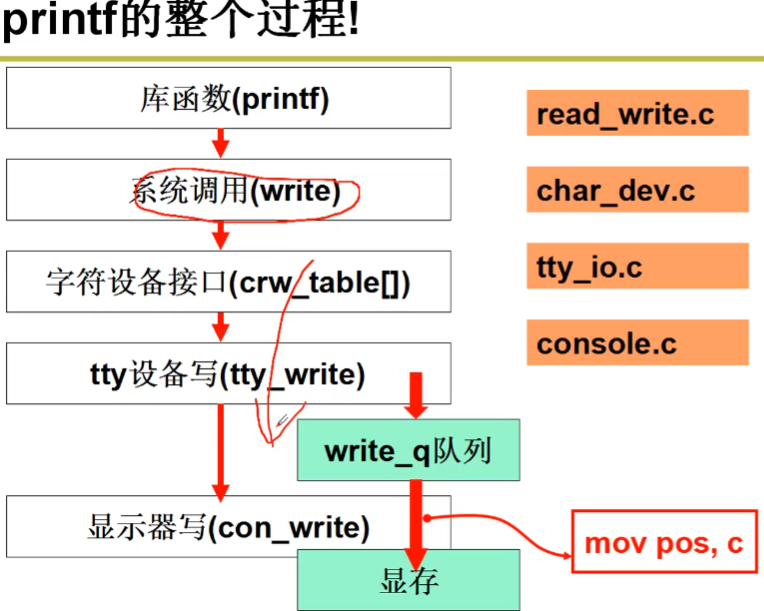 printf的整个过程!
库函数(printf)
系统调用(write)
字符设备接口(crw_table[])
tty设备写(tty_write)
write_q队列
显示器写(con_write)
显存
mov pos, c
read_write.c
char_dev.c
tty_io.c
console.c